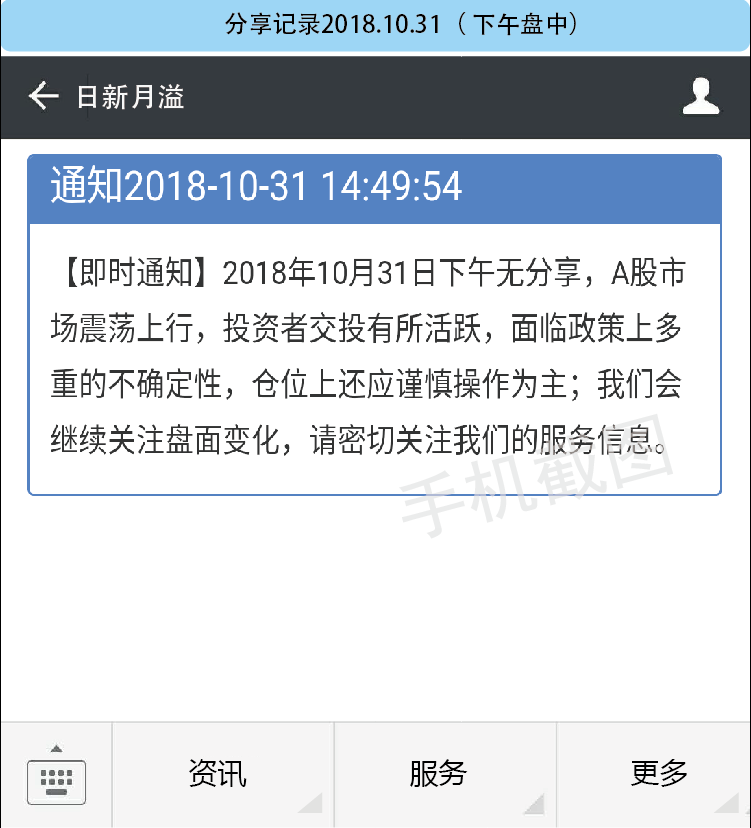 分享记录2018.10.31（下午盘中）
日新月溢
通知2018-10-31 14:49:54
【即时通知】2018年10月31日下午无分享，A股市
场震荡上行，投资者交投有所活跃，面临政策上多
重的不确定性，仓位上还应谨慎操作为主；我们会
继续关注盘面变化，请密切关注我们的服务信息。
手机截图
资讯
服务
更多